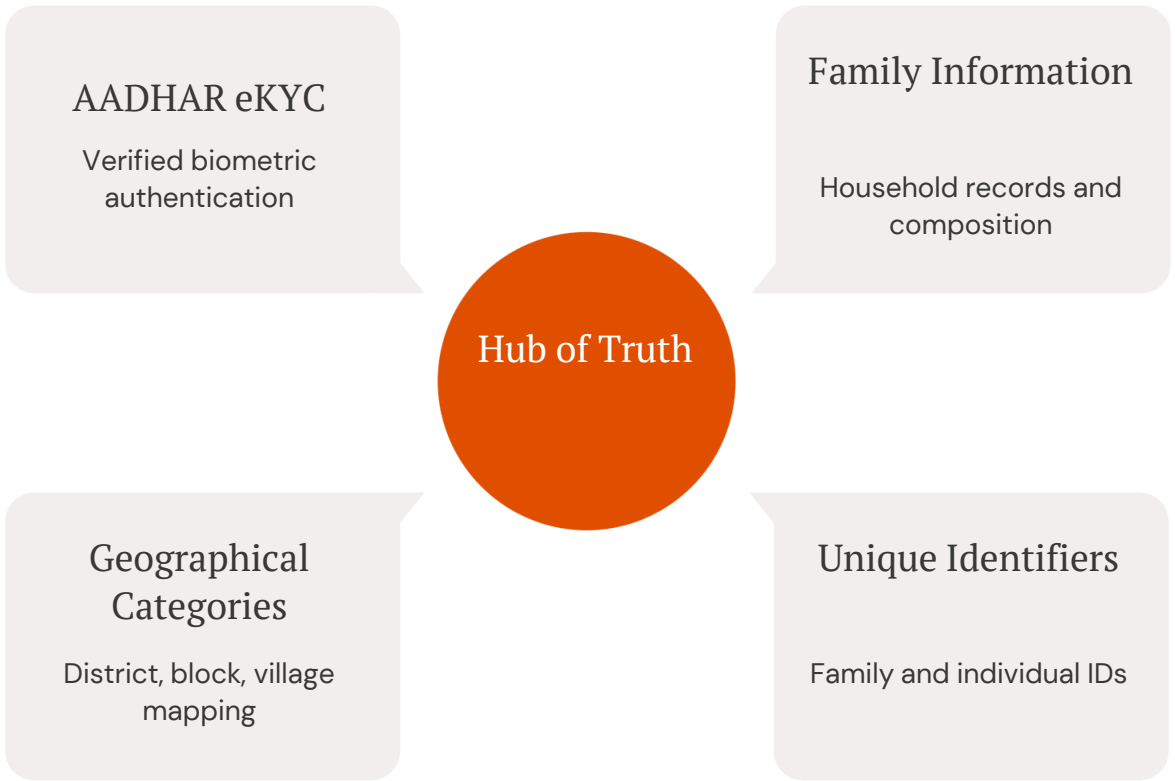 AADHAR eKYC
Verified biometric
authentication
Family Information
Household records and
composition
Hub of Truth
Geographical
Categories
District, block, village
mapping
Unique Identifiers
Family and individual IDs